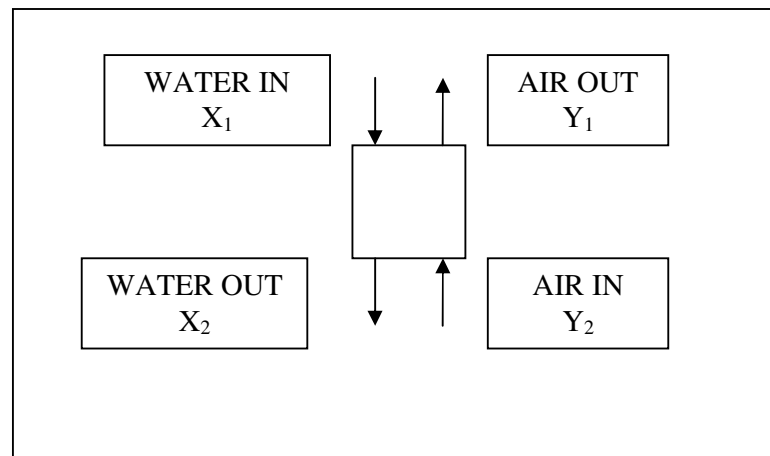 WATER IN
X₁
AIR OUT
Y₁
WATER OUT
X₂
AIR IN
Y₂